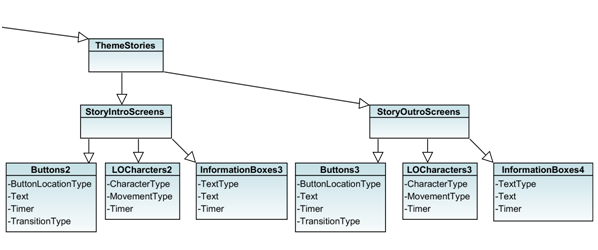 ThemeStories
StoryIntroScreens
StoryOutroScreens
Buttons2
-ButtonLocationType
-Text
-Timer
-TransitionType
LOCharcters2
-CharacterType
-MovementType
-Timer
InformationBoxes3
-TextType
-Text
-Timer
Buttons3
-ButtonLocationType
-Text
-Timer
-TransitionType
LOCharacters3
-CharacterType
-MovementType
-Timer
InformationBoxes4
-TextType
-Text
-Timer